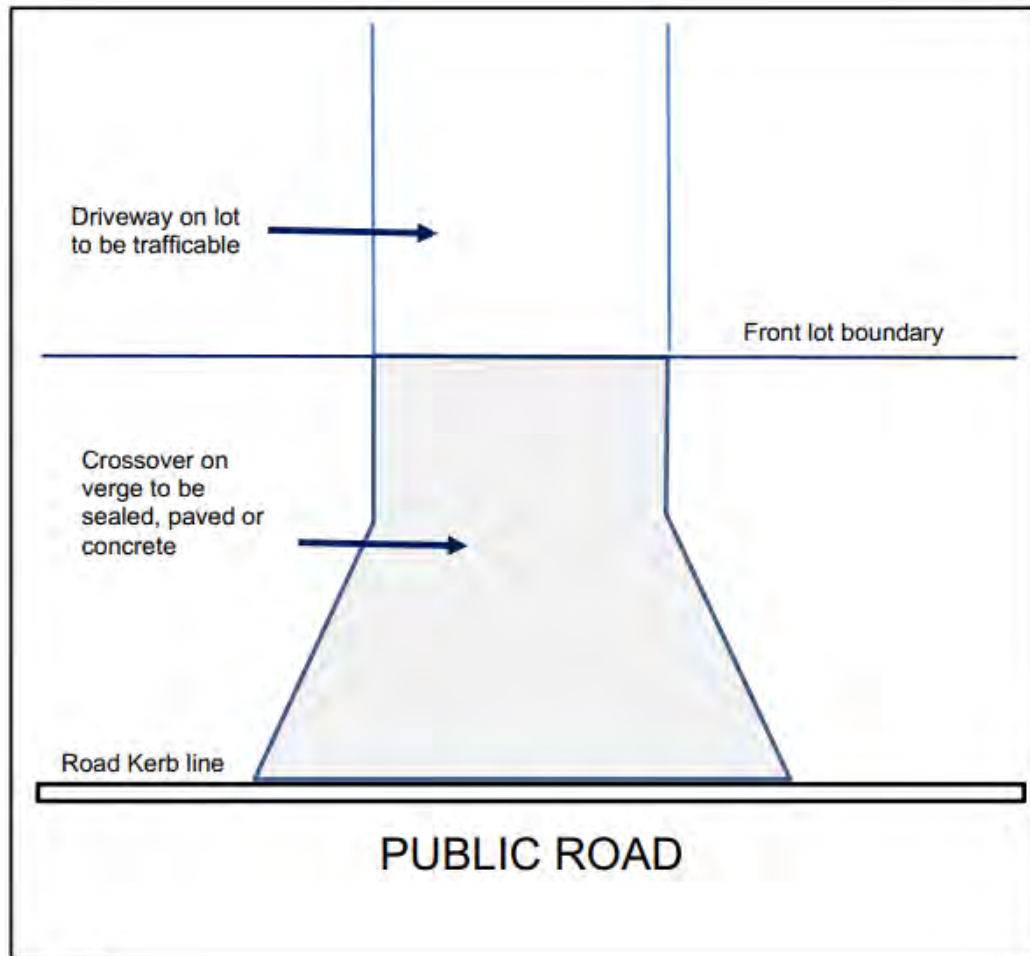 Driveway on lot
to be trafficable
Front lot boundary
Crossover on
verge to be
sealed, paved or
concrete
Road Kerb line
PUBLIC ROAD